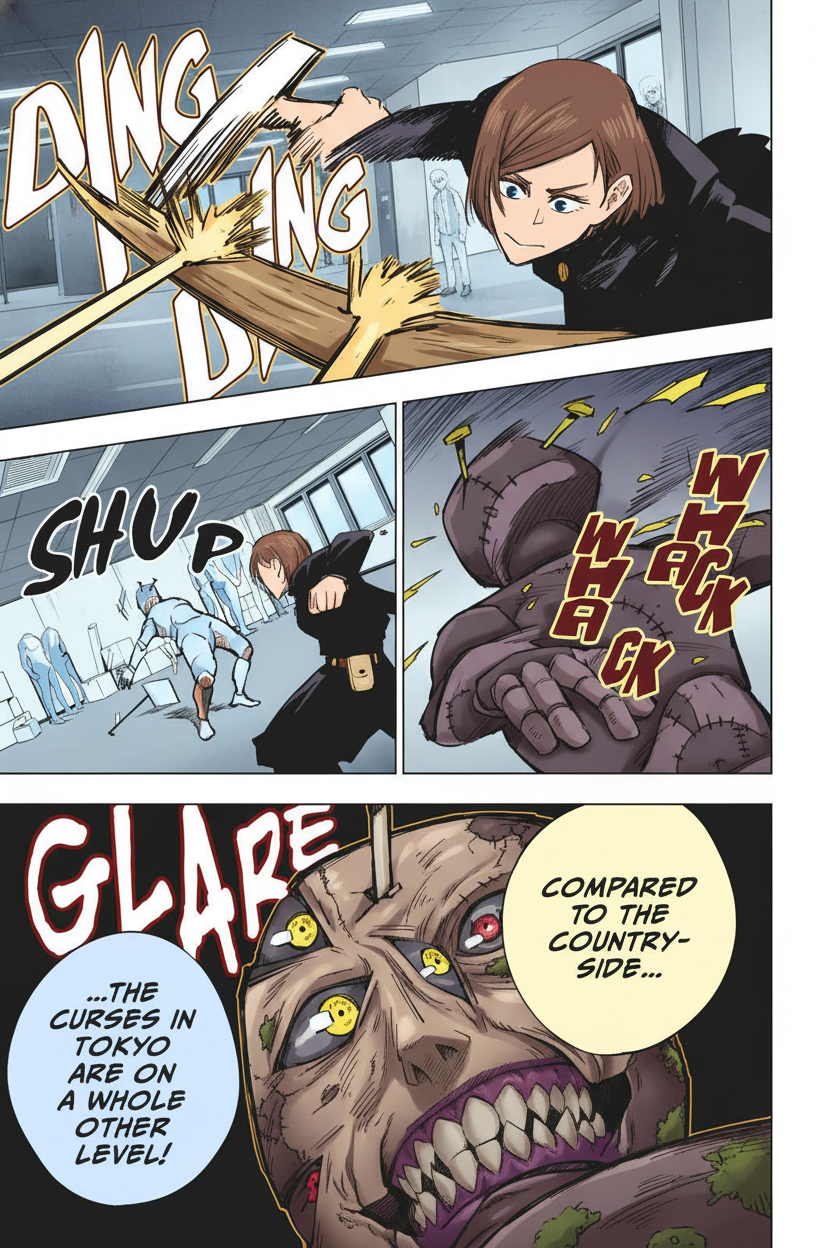 DING
DING
DING
WHACK
WHACK
SHUP
GLARE
COMPARED
TO THE
COUNTRY-
SIDE...
...THE
CURSES IN
TOKYO
ARE ON
A WHOLE
OTHER
LEVEL!